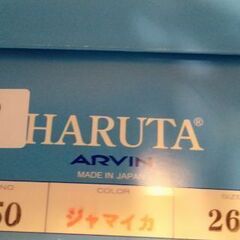 HARUTA®
ARVIN
MADE IN JAPAN
COLOR
50 ジャマイカ 26